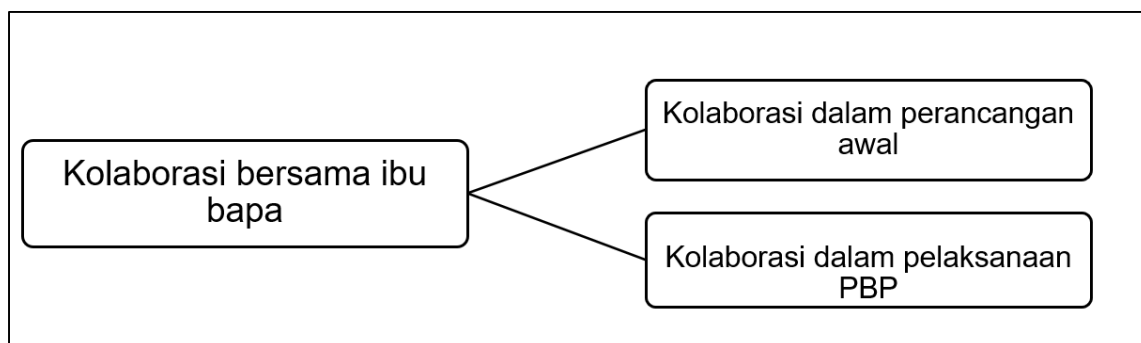 Kolaborasi bersama ibu
bapa
Kolaborasi dalam perancangan
awal
Kolaborasi dalam pelaksanaan
PBP